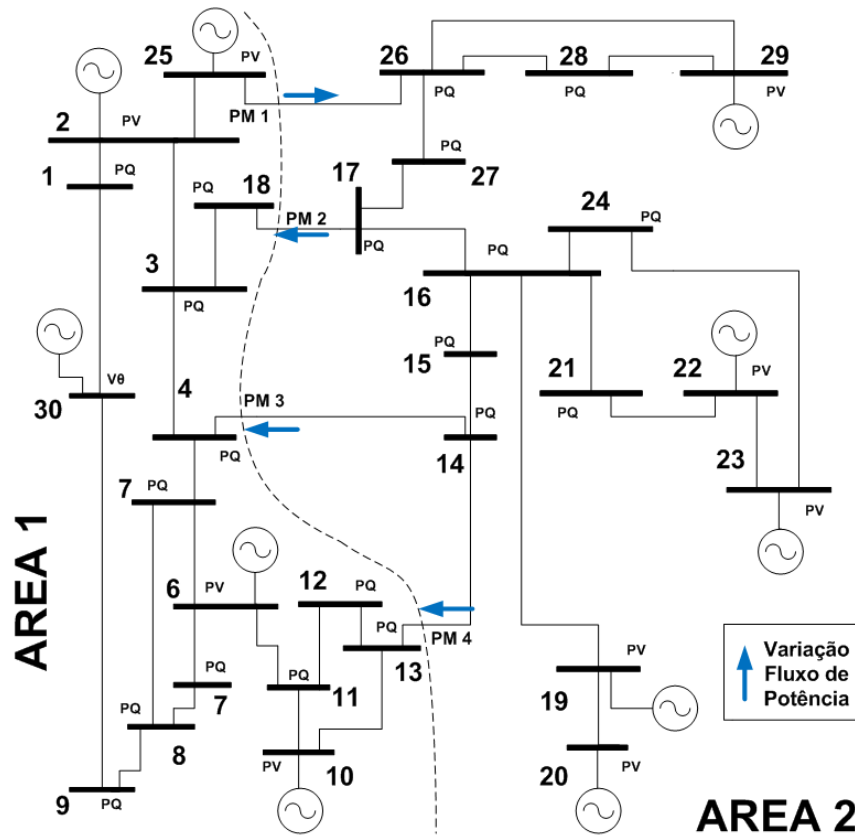 25
PV
PM 1
26
PQ
28
PQ
29
PV
2
PV
1
PQ
PQ
18
PM 2
17
PQ
PQ
27
24
PQ
3
PQ
PQ
16
30
Vθ
4
PQ
PM 3
PQ
15
PQ
14
21
PQ
22
PV
23
PV
7
PQ
6
PV
12
PQ
PQ
13
PM 4
PQ
7
PQ
11
PQ
8
9
PQ
PV
10
PV
19
20
PV
AREA 1
Variação
Fluxo de
Potência
AREA 2